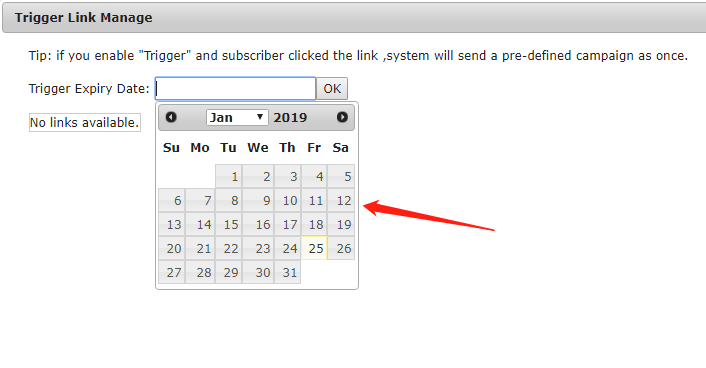 Trigger Link Manage
Tip: if you enable "Trigger" and subscriber clicked the link ,system will send a pre-defined campaign as once.
Trigger Expiry Date: OK
No links available.
Jan 2019
Su Mo Tu We Th Fr Sa
1 2 3 4 5
6 7 8 9 10 11 12
13 14 15 16 17 18 19
20 21 22 23 24 25 26
27 28 29 30 31